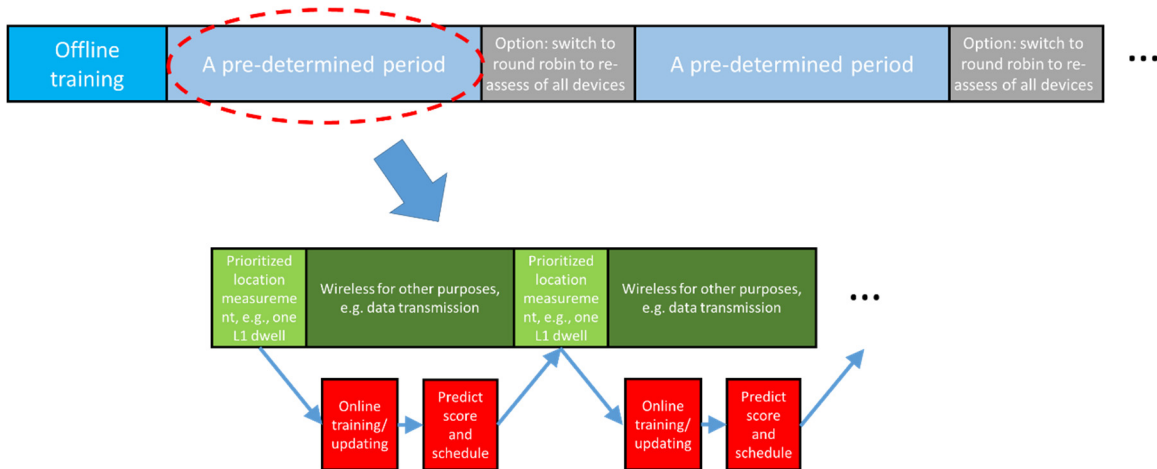 Offline
training
A pre-determined period
Option: switch to
round robin to re-
assess of all devices
A pre-determined period
Option: switch to
round robin to re-
assess of all devices
...
Prioritized
location
measureme
nt, e.g., one
L1 dwell
Wireless for other purposes,
e.g. data transmission
Prioritized
location
measureme
nt, e.g., one
L1 dwell
Wireless for other purposes,
e.g. data transmission
...
Online
training/
updating
Predict
score
and
schedule
Online
training/
updating
Predict
score
and
schedule